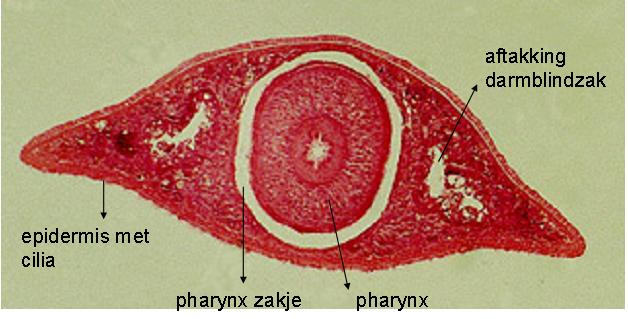 aftakking
darmblindzak
epidermis met
cilia
pharynx zakje
pharynx